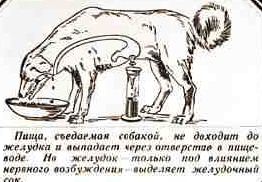 Пища, съедаемая собакой, не доходит до
желудка и выпадает через отверстие в пище-
воде. Но желудок—только под влиянием
нервного возбуждения—выделяет желудочный
сок.